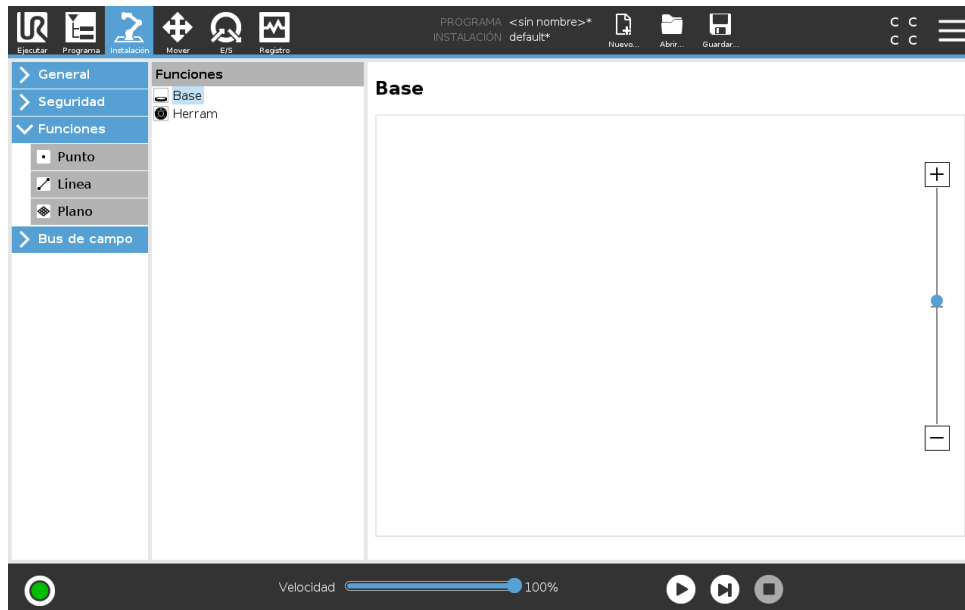 PROGRAMA <sin nombre>*
INSTALACIÓN default*
Ejecutar Programa Instalación Mover E/S Registro Nuevo... Abrir... Guardar...
C C
C C
General
Seguridad
Funciones
Punto
Línea
Plano
Bus de campo
Funciones
Base
Herram
Base
+
−
Velocidad 100%